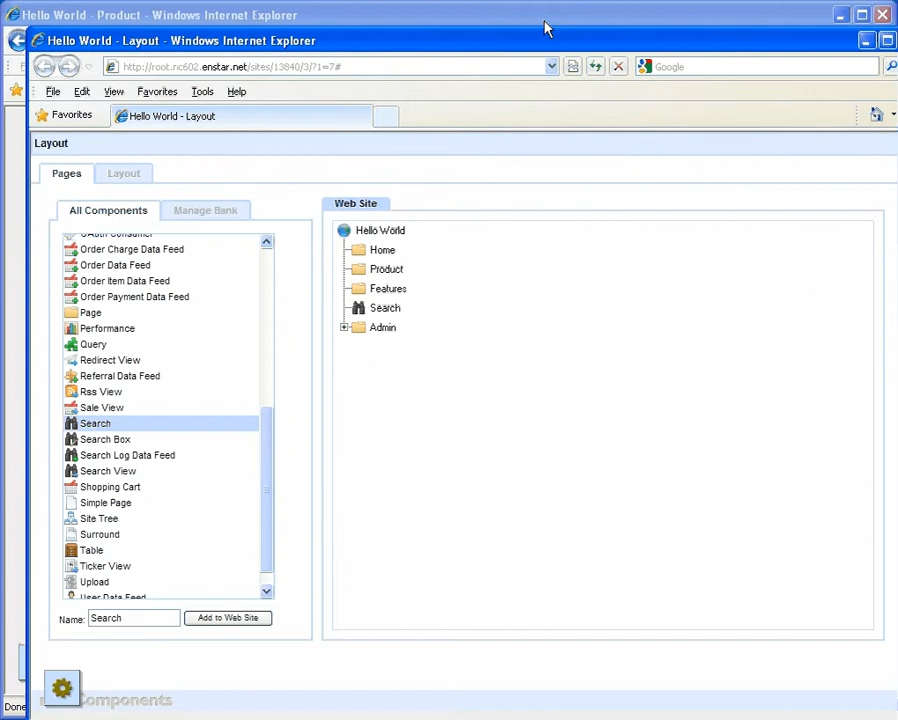 Hello World - Product - Windows Internet Explorer
Hello World - Layout - Windows Internet Explorer
http://root.nc602.enstar.net/sites/13840/3/?1=7#
Google
File Edit View Favorites Tools Help
Favorites
Hello World - Layout
Layout
Pages Layout
All Components Manage Bank
Web Site
OAuth Consumer
Order Charge Data Feed
Order Data Feed
Order Item Data Feed
Order Payment Data Feed
Page
Performance
Query
Redirect View
Referral Data Feed
Rss View
Sale View
Search
Search Box
Search Log Data Feed
Search View
Shopping Cart
Simple Page
Site Tree
Surround
Table
Ticker View
Upload
User Data Feed
Name: Search Add to Web Site
Hello World
Home
Product
Features
Search
Admin
Components
Done